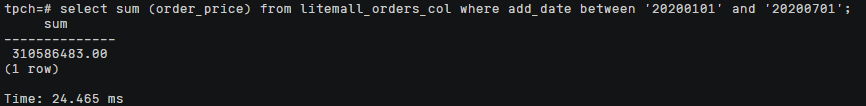 tpch=# select sum (order_price) from litemall_orders_col where add_date between '20200101' and '20200701';
     sum
--------------
 310586483.00
(1 row)

Time: 24.465 ms